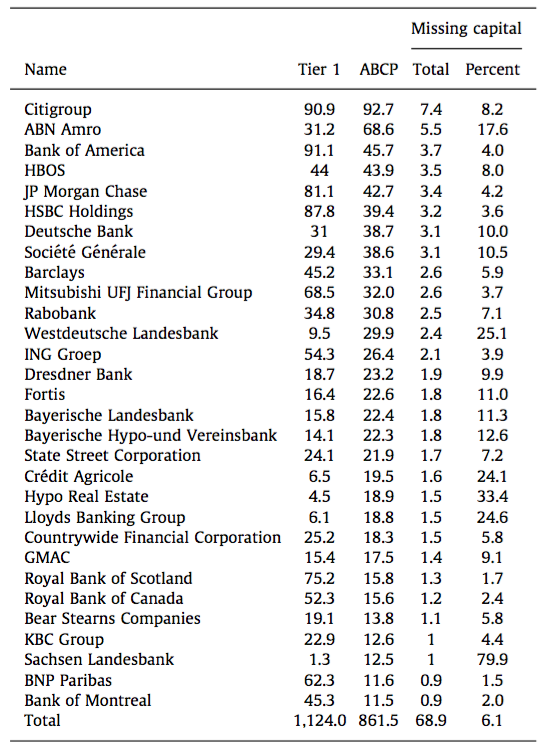 Missing capital
Name Tier 1 ABCP Total Percent
Citigroup 90.9 92.7 7.4 8.2
ABN Amro 31.2 68.6 5.5 17.6
Bank of America 91.1 45.7 3.7 4.0
HBOS 44 43.9 3.5 8.0
JP Morgan Chase 81.1 42.7 3.4 4.2
HSBC Holdings 87.8 39.4 3.2 3.6
Deutsche Bank 31 38.7 3.1 10.0
Société Générale 29.4 38.6 3.1 10.5
Barclays 45.2 33.1 2.6 5.9
Mitsubishi UFJ Financial Group 68.5 32.0 2.6 3.7
Rabobank 34.8 30.8 2.5 7.1
Westdeutsche Landesbank 9.5 29.9 2.4 25.1
ING Groep 54.3 26.4 2.1 3.9
Dresdner Bank 18.7 23.2 1.9 9.9
Fortis 16.4 22.6 1.8 11.0
Bayerische Landesbank 15.8 22.4 1.8 11.3
Bayerische Hypo-und Vereinsbank 14.1 22.3 1.8 12.6
State Street Corporation 24.1 21.9 1.7 7.2
Crédit Agricole 6.5 19.5 1.6 24.1
Hypo Real Estate 4.5 18.9 1.5 33.4
Lloyds Banking Group 6.1 18.8 1.5 24.6
Countrywide Financial Corporation 25.2 18.3 1.5 5.8
GMAC 15.4 17.5 1.4 9.1
Royal Bank of Scotland 75.2 15.8 1.3 1.7
Royal Bank of Canada 52.3 15.6 1.2 2.4
Bear Stearns Companies 19.1 13.8 1.1 5.8
KBC Group 22.9 12.6 1 4.4
Sachsen Landesbank 1.3 12.5 1 79.9
BNP Paribas 62.3 11.6 0.9 1.5
Bank of Montreal 45.3 11.5 0.9 2.0
Total 1,124.0 861.5 68.9 6.1